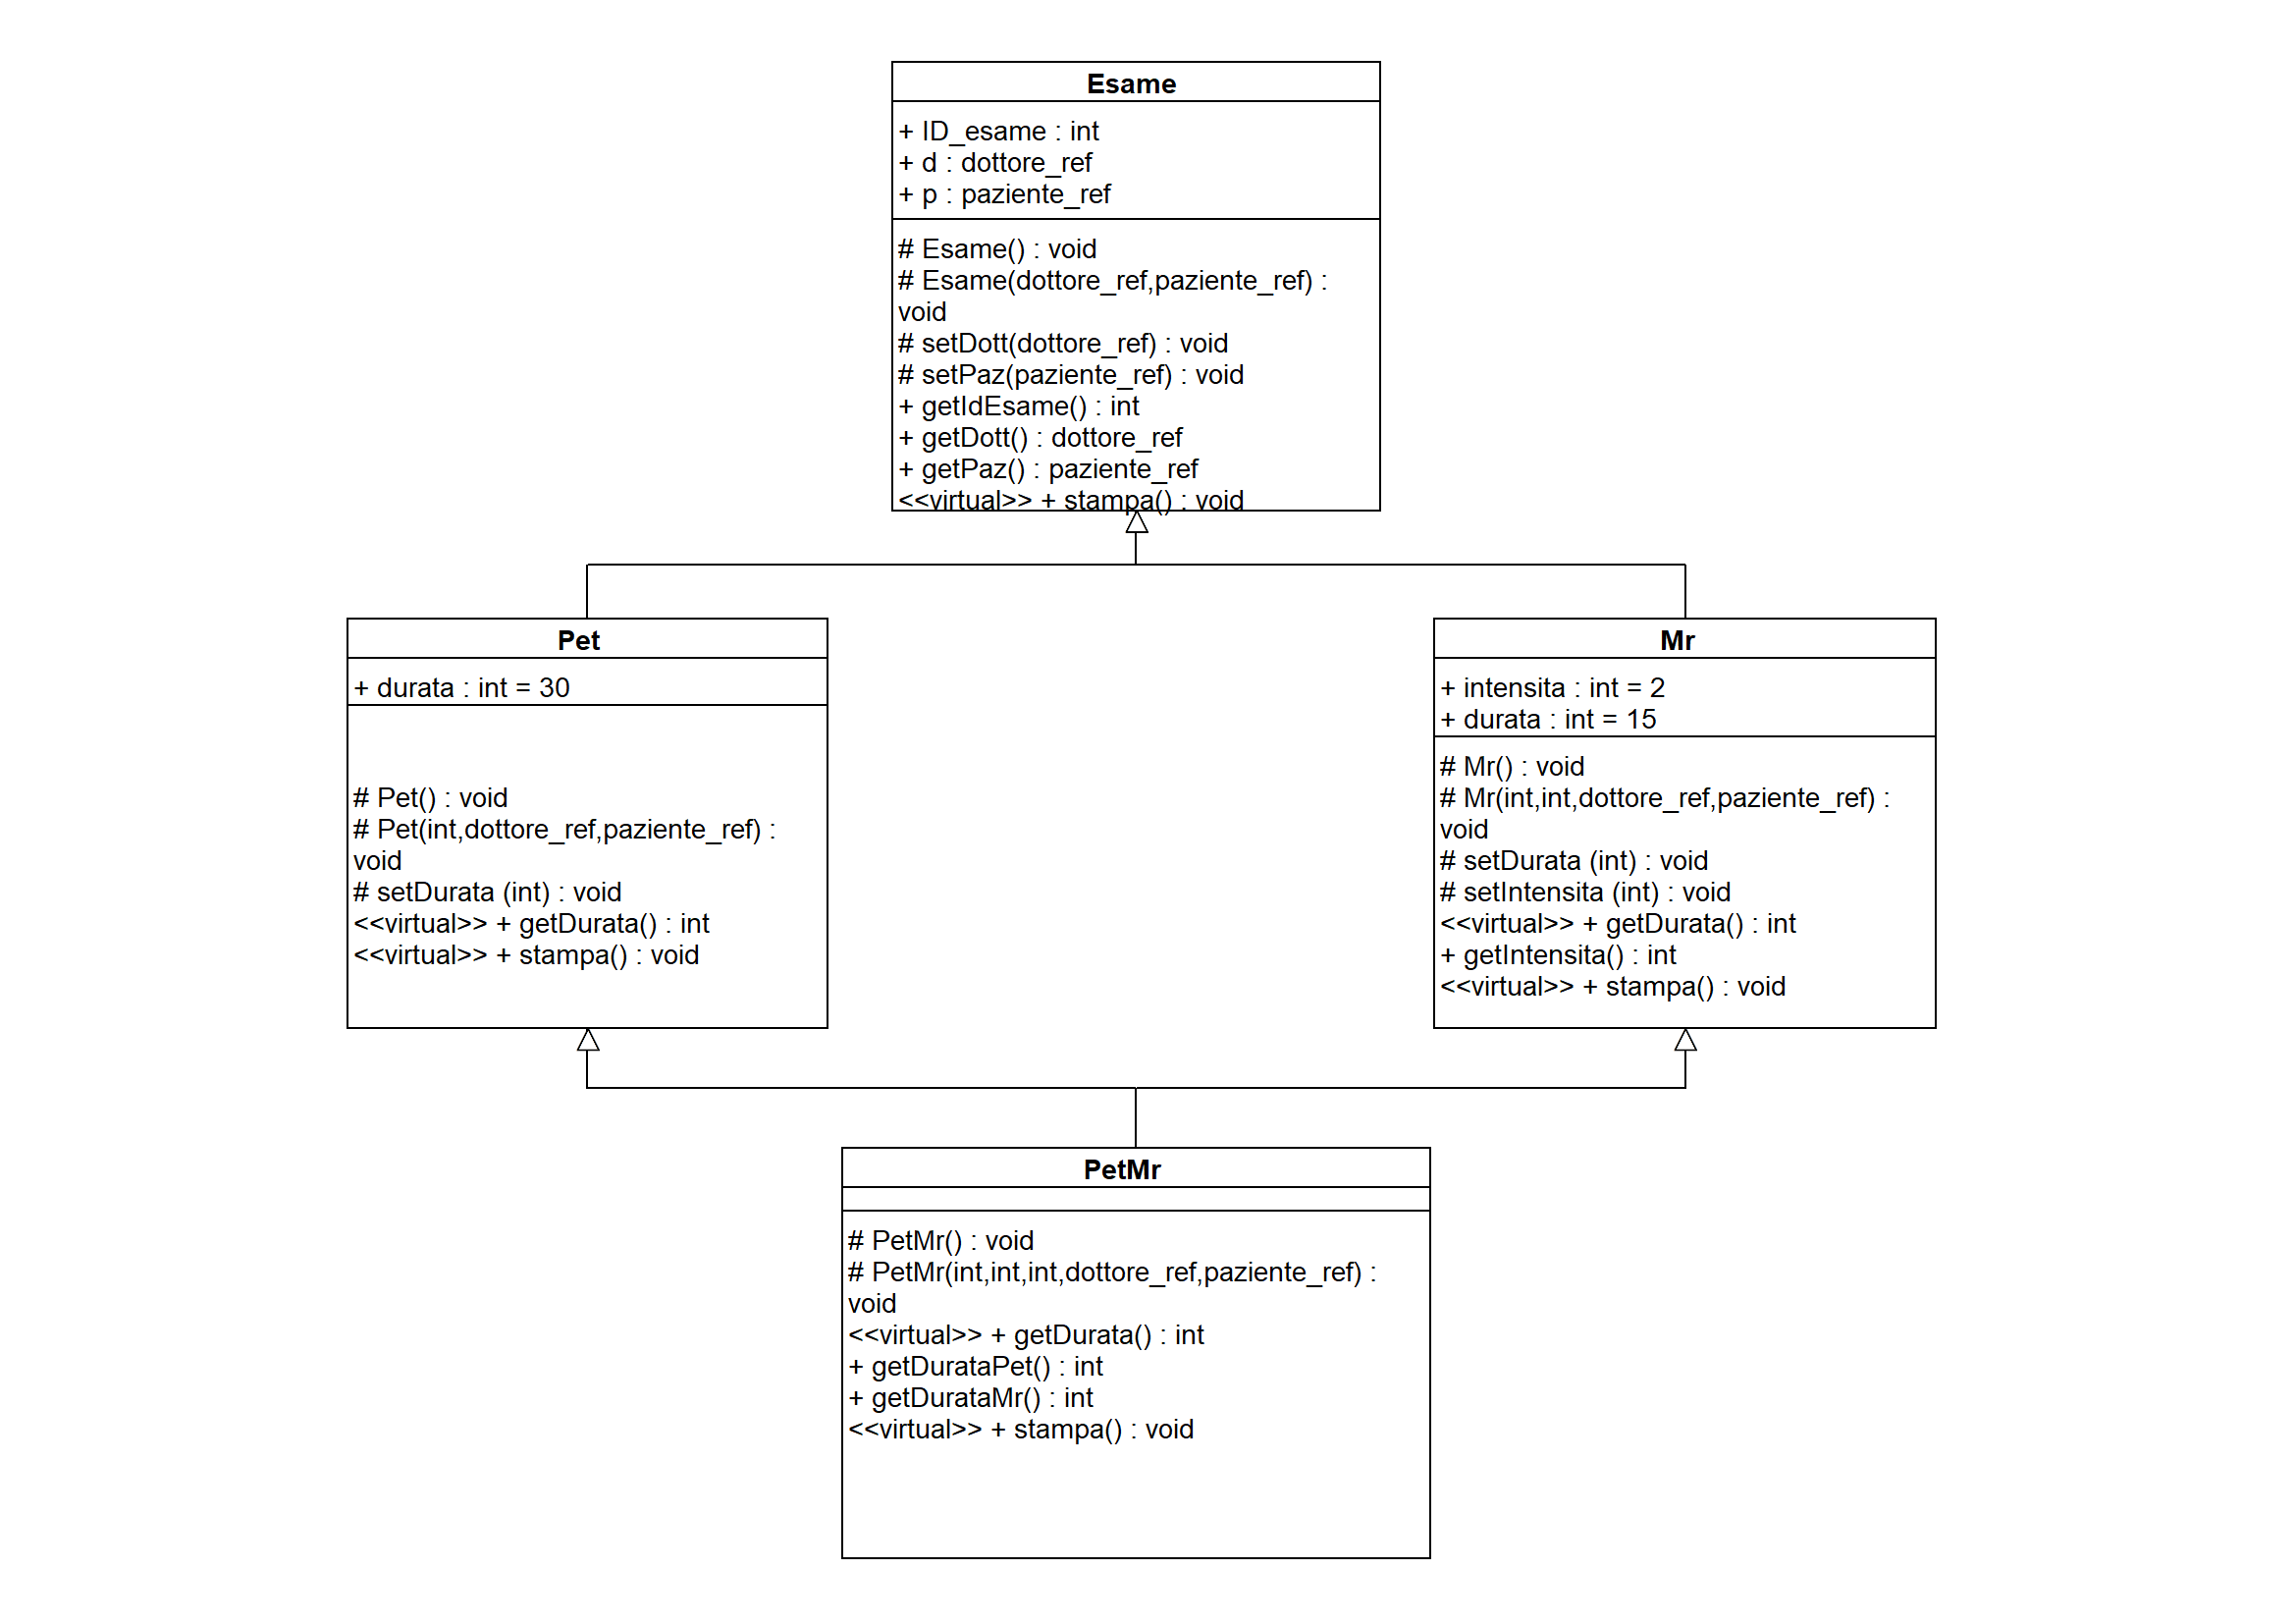 Esame
+ ID_esame : int
+ d : dottore_ref
+ p : paziente_ref
# Esame() : void
# Esame(dottore_ref,paziente_ref) :
void
# setDott(dottore_ref) : void
# setPaz(paziente_ref) : void
+ getIdEsame() : int
+ getDott() : dottore_ref
+ getPaz() : paziente_ref
<<virtual>> + stampa() : void
Pet
+ durata : int = 30
# Pet() : void
# Pet(int,dottore_ref,paziente_ref) :
void
# setDurata (int) : void
<<virtual>> + getDurata() : int
<<virtual>> + stampa() : void
Mr
+ intensita : int = 2
+ durata : int = 15
# Mr() : void
# Mr(int,int,dottore_ref,paziente_ref) :
void
# setDurata (int) : void
# setIntensita (int) : void
<<virtual>> + getDurata() : int
+ getIntensita() : int
<<virtual>> + stampa() : void
PetMr
# PetMr() : void
# PetMr(int,int,int,dottore_ref,paziente_ref) :
void
<<virtual>> + getDurata() : int
+ getDurataPet() : int
+ getDurataMr() : int
<<virtual>> + stampa() : void